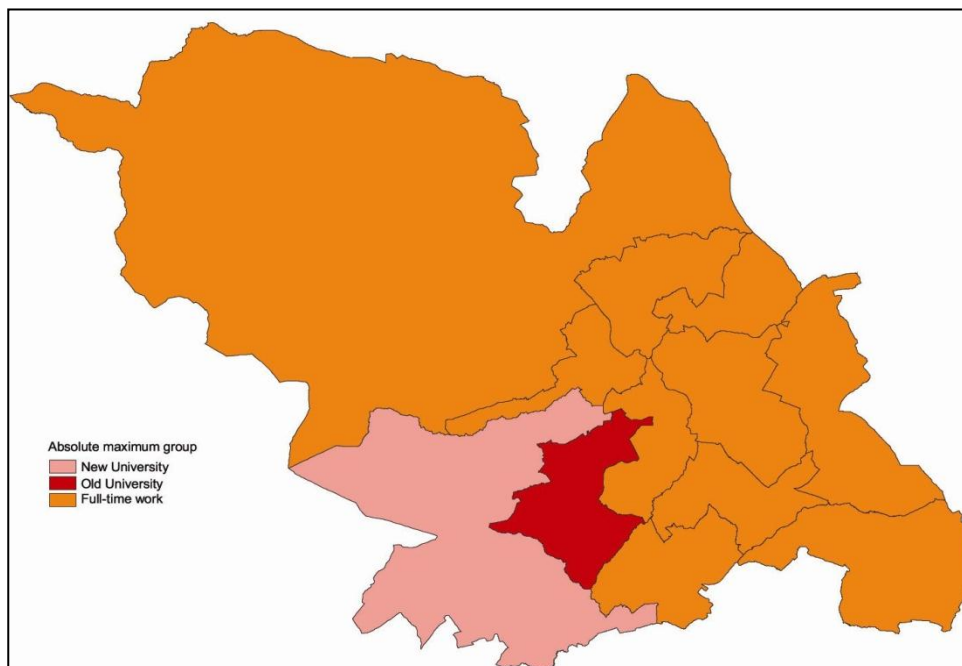 Absolute maximum group
New University
Old University
Full-time work